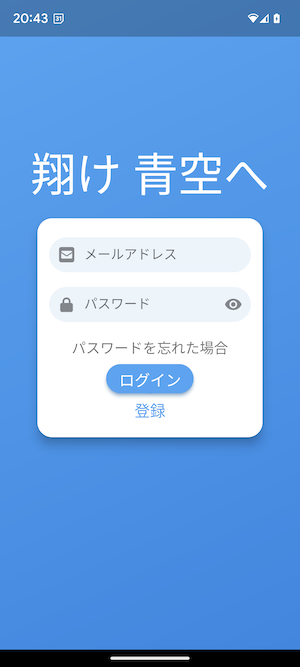 20:43 31
翔け 青空へ
メールアドレス
パスワード
パスワードを忘れた場合
ログイン
登録